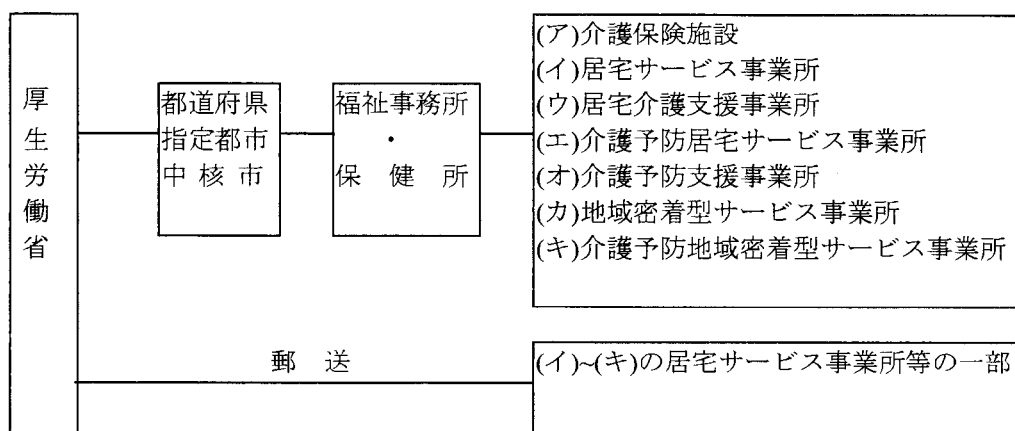 厚生労働省
都道府県
指定都市
中核市
福祉事務所
・
保健所
(ア)介護保険施設
(イ)居宅サービス事業所
(ウ)居宅介護支援事業所
(エ)介護予防居宅サービス事業所
(オ)介護予防支援事業所
(カ)地域密着型サービス事業所
(キ)介護予防地域密着型サービス事業所
郵送
(イ)~(キ)の居宅サービス事業所等の一部